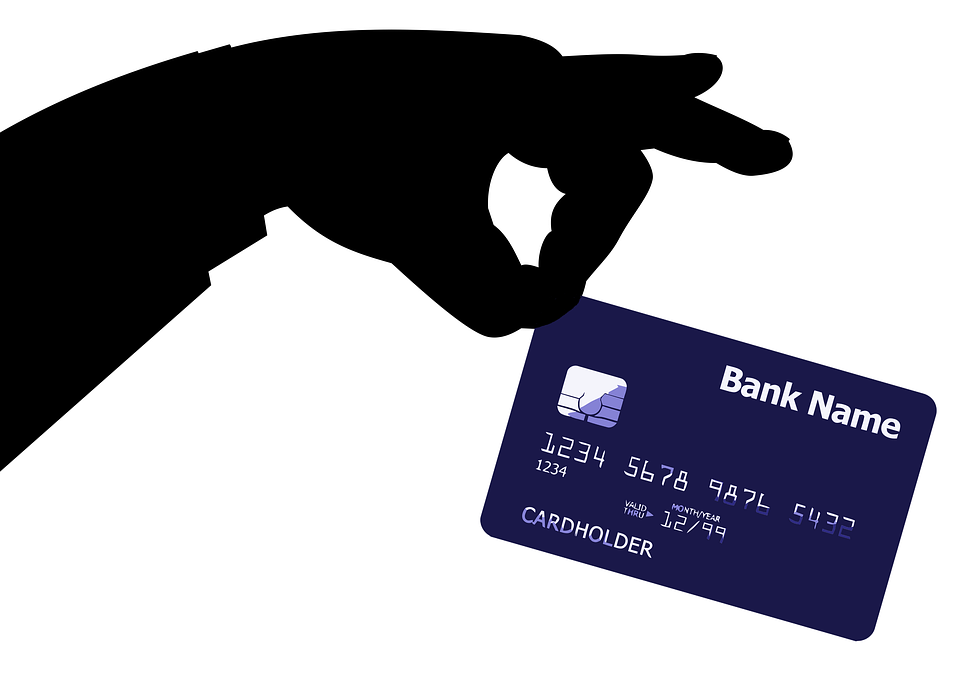 Bank Name
1234 5678 9876 5432
1234
VALID THRU MONTH/YEAR
12/99
CARDHOLDER